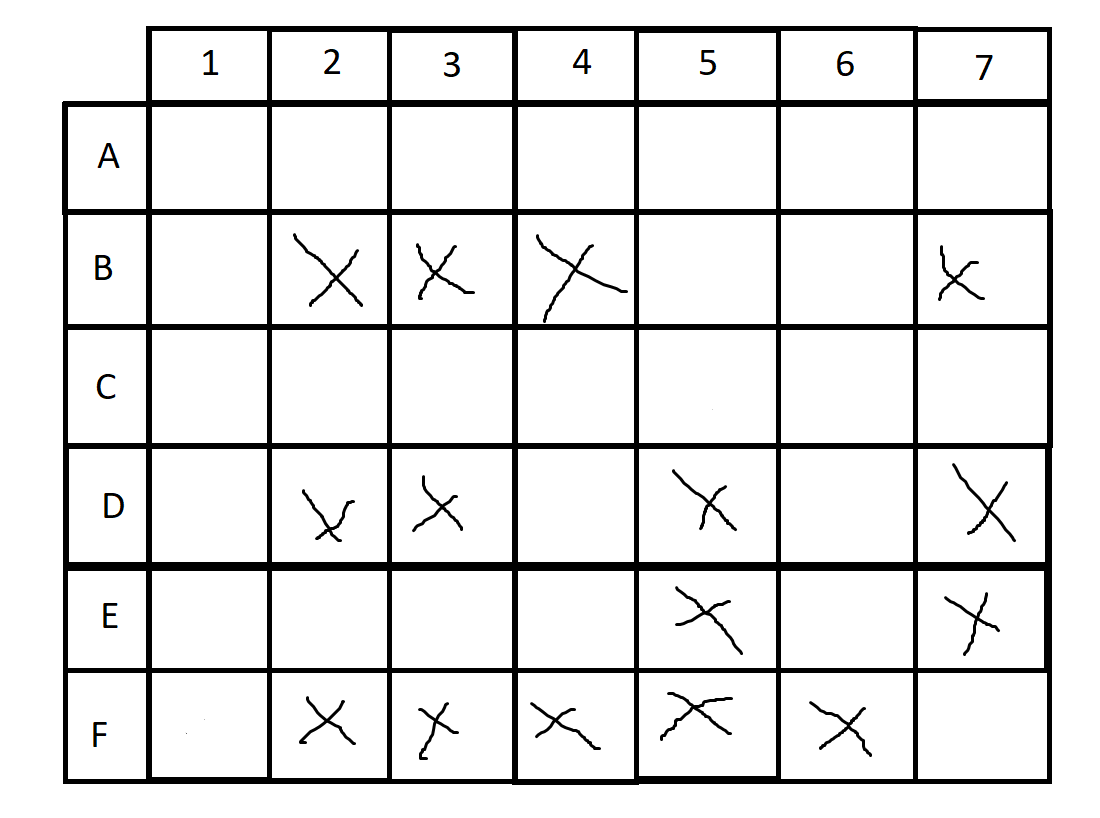 1 2 3 4 5 6 7
A
B X X X X
C
D X X X X
E X X
F X X X X X